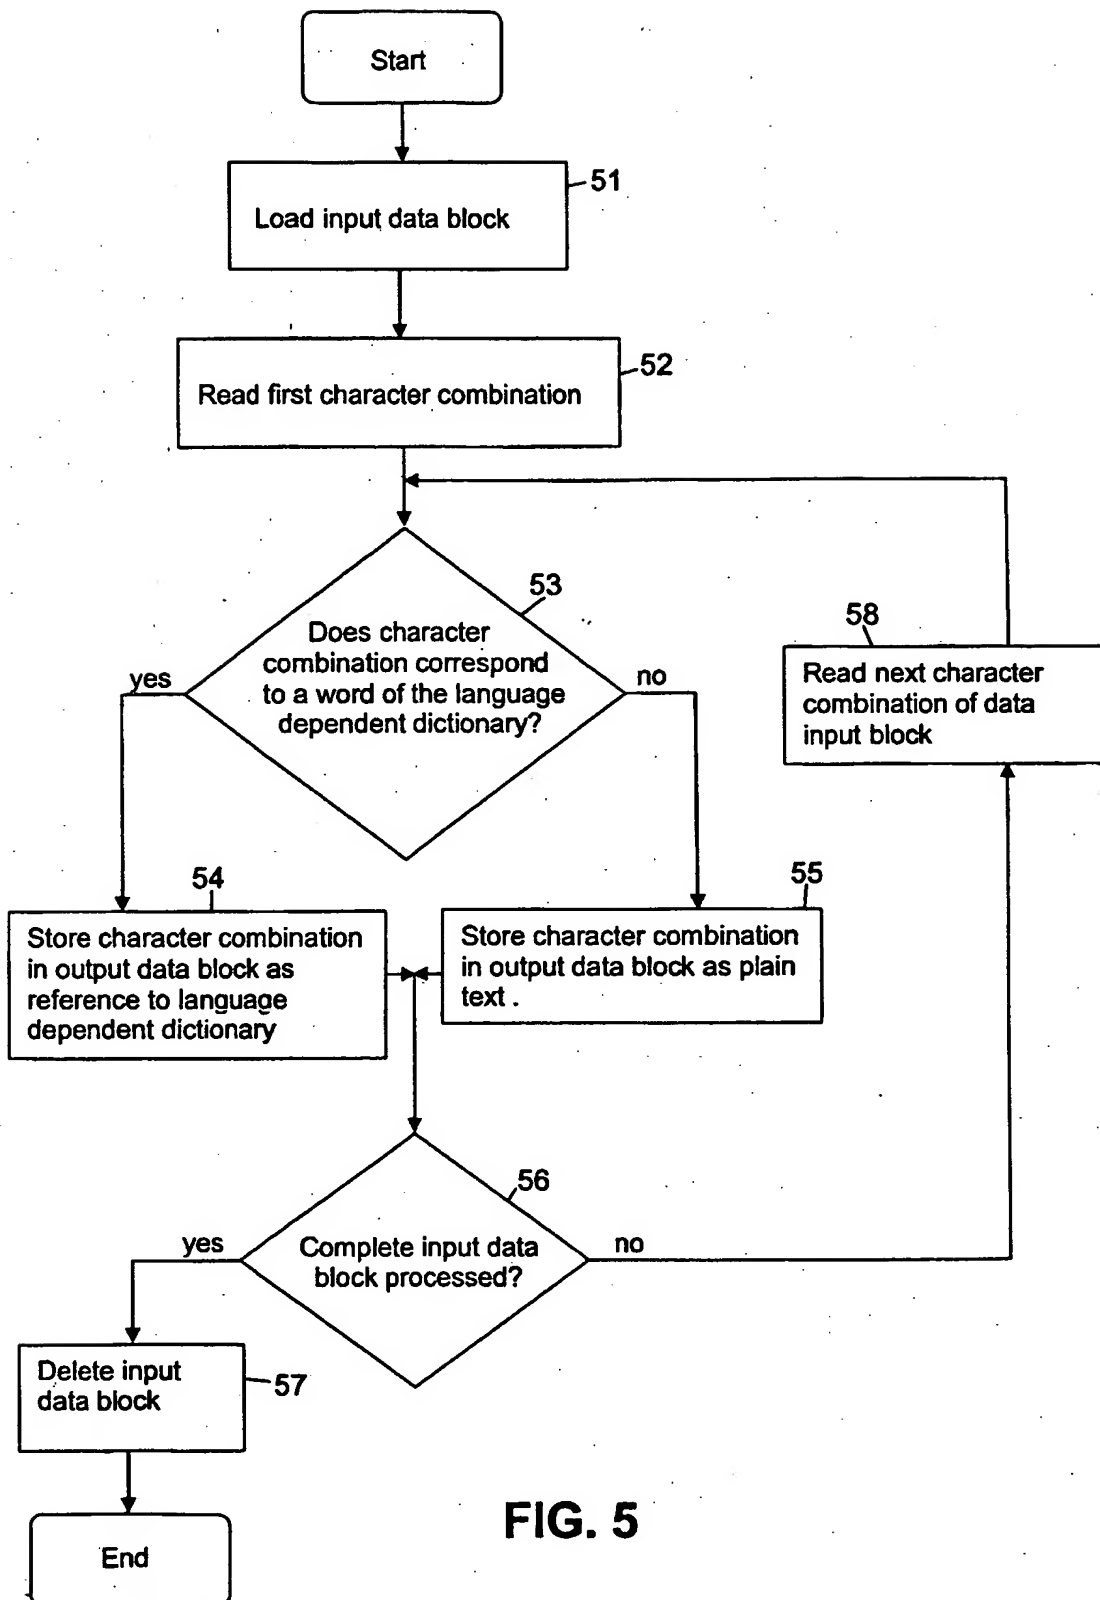 Start
51
Load input data block
52
Read first character combination
53
Does character
combination correspond
to a word of the language
dependent dictionary?
yes
no
58
Read next character
combination of data
input block
54
Store character combination
in output data block as
reference to language
dependent dictionary
55
Store character combination
in output data block as plain
text .
56
Complete input data
block processed?
yes
no
Delete input
data block
57
End
FIG. 5